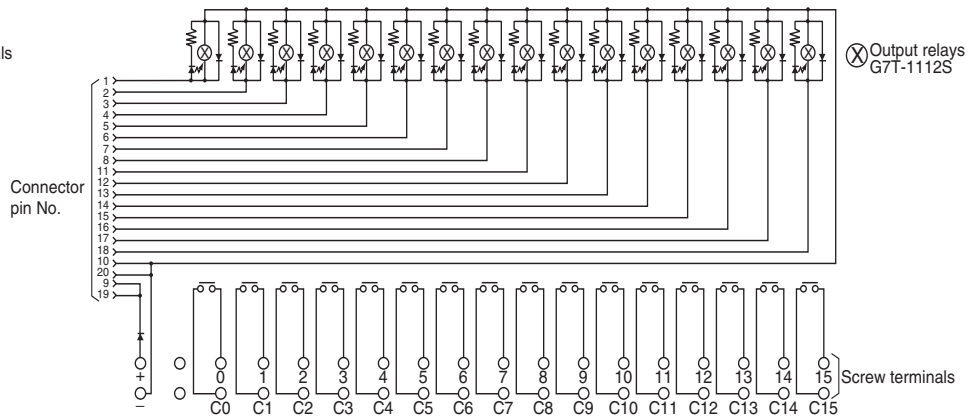 ls
Output relays
G7T-1112S
1
2
3
4
5
6
7
8
11
12
13
14
15
16
17
18
10
20
9
19
Connector
pin No.
+ 0 1 2 3 4 5 6 7 8 9 10 11 12 13 14 15
Screw terminals
− C0 C1 C2 C3 C4 C5 C6 C7 C8 C9 C10 C11 C12 C13 C14 C15